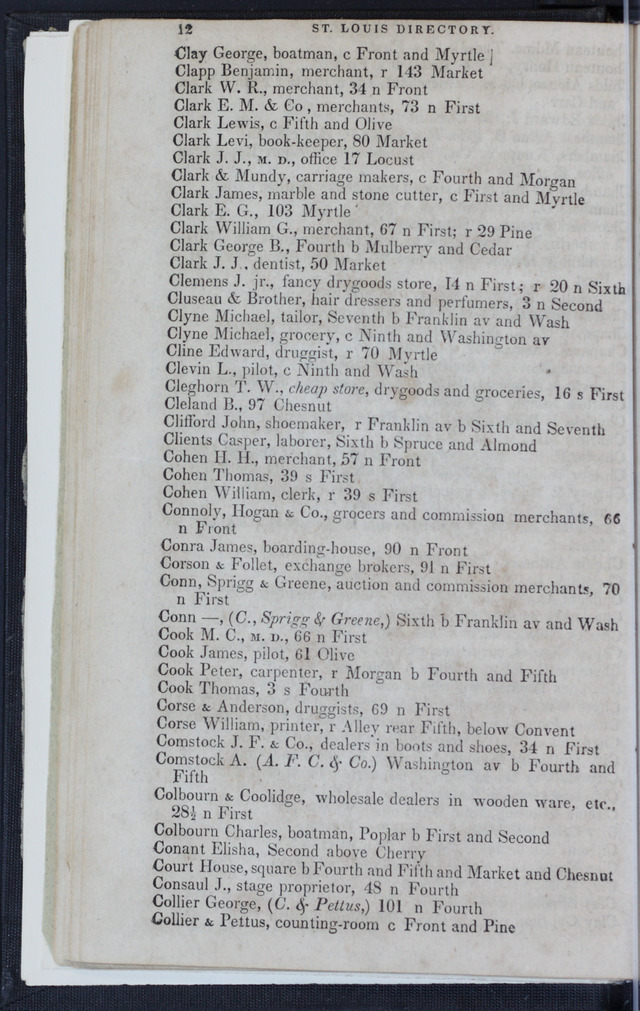 12 ST. LOUIS DIRECTORY.
Clay George, boatman, c Front and Myrtle
Clapp Benjamin, merchant, r 143 Market
Clark W. R., merchant, 34 n Front
Clark E. M. & Co, merchants, 73 n First
Clark Lewis, c Fifth and Olive
Clark Levi, book-keeper, 80 Market
Clark J. J., M. D., office 17 Locust
Clark & Mundy, carriage makers, c Fourth and Morgan
Clark James, marble and stone cutter, c First and Myrtle
Clark E. G., 103 Myrtle
Clark William G., merchant, 67 n First; r 29 Pine
Clark George B., Fourth b Mulberry and Cedar
Clark J. J., dentist, 50 Market
Clemens J. jr., fancy drygoods store, 14 n First; r 20 n Sixth
Cluseau & Brother, hair dressers and perfumers, 3 n Second
Clyne Michael, tailor, Seventh b Franklin av and Wash
Clyne Michael, grocery, c Ninth and Washington av
Cline Edward, druggist, r 70 Myrtle
Clevin L., pilot, c Ninth and Wash
Cleghorn T. W., cheap store, drygoods and groceries, 16 s First
Cleland B., 97 Chesnut
Clifford John, shoemaker, r Franklin av b Sixth and Seventh
Clients Casper, laborer, Sixth b Spruce and Almond
Cohen H. H., merchant, 57 n Front
Cohen Thomas, 39 s First
Cohen William, clerk, r 39 s First
Connoly, Hogan & Co., grocers and commission merchants, 66
n Front
Conra James, boarding-house, 90 n Front
Corson & Follet, exchange brokers, 91 n First
Conn, Sprigg & Greene, auction and commission merchants, 70
n First
Conn —, (C., Sprigg & Greene,) Sixth b Franklin av and Wash
Cook M. C., M. D., 66 n First
Cook James, pilot, 61 Olive
Cook Peter, carpenter, r Morgan b Fourth and Fifth
Cook Thomas, 3 s Fourth
Corse & Anderson, druggists, 69 n First
Corse William, printer, r Alley rear Fifth, below Convent
Comstock J. F. & Co., dealers in boots and shoes, 34 n First
Comstock A. (A. F. C. & Co.) Washington av b Fourth and
Fifth
Colbourn & Coolidge, wholesale dealers in wooden ware, etc.,
28½ n First
Colbourn Charles, boatman, Poplar b First and Second
Conant Elisha, Second above Cherry
Court House, square b Fourth and Fifth and Market and Chesnut
Consaul J., stage proprietor, 48 n Fourth
Collier George, (C. & Pettus,) 101 n Fourth
Collier & Pettus, counting-room c Front and Pine